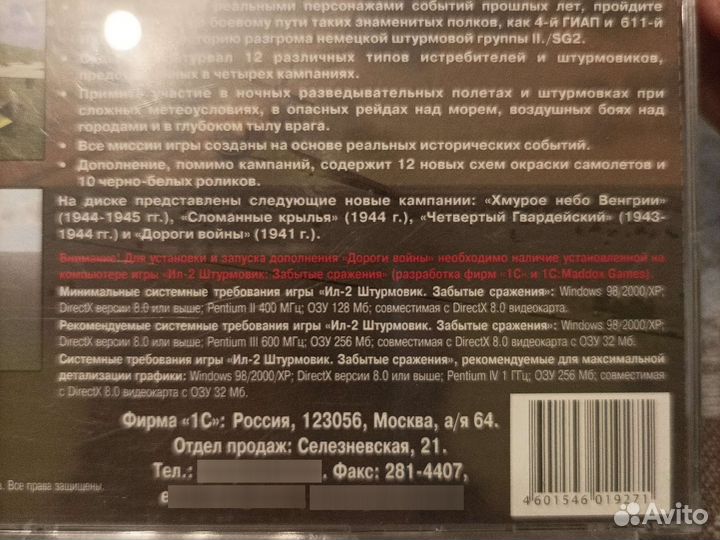 реальными персонажами событий прошлых лет, пройдите
боевому пути таких знаменитых полков, как 4-й ГИАП и 611-й
историю разгрома немецкой штурмовой группы II./SG2.
штурвал 12 различных типов истребителей и штурмовиков,
в четырех кампаниях.
• Примите участие в ночных разведывательных полетах и штурмовках при
сложных метеоусловиях, в опасных рейдах над морем, воздушных боях над
городами и в глубоком тылу врага.
• Все миссии игры созданы на основе реальных исторических событий.
• Дополнение, помимо кампаний, содержит 12 новых схем окраски самолетов и
10 черно-белых роликов.
На диске представлены следующие новые кампании: «Хмурое небо Венгрии»
(1944-1945 гг.), «Сломанные крылья» (1944 г.), «Четвертый Гвардейский» (1943-
1944 гг.) и «Дороги войны» (1941 г.).
Внимание! Для установки и запуска дополнения «Дороги войны» необходимо наличие установленной на
компьютере игры «Ил-2 Штурмовик: Забытые сражения» (разработка фирм «1С» и 1C:Maddox Games).
Минимальные системные требования игры «Ил-2 Штурмовик. Забытые сражения»: Windows 98/2000/XP;
DirectX версии 8.0 или выше; Pentium II 400 МГц; ОЗУ 128 Мб; совместимая с DirectX 8.0 видеокарта.
Рекомендуемые системные требования игры «Ил-2 Штурмовик. Забытые сражения»: Windows 98/2000/XP;
DirectX версии 8.0 или выше; Pentium III 600 МГц; ОЗУ 256 Мб; совместимая с DirectX 8.0 видеокарта с ОЗУ 32 Мб.
Системные требования игры «Ил-2 Штурмовик. Забытые сражения», рекомендуемые для максимальной
детализации графики: Windows 98/2000/XP; DirectX версии 8.0 или выше; Pentium IV 1 ГГц; ОЗУ 256 Мб; совместимая
с DirectX 8.0 видеокарта с ОЗУ 32 Мб.
Фирма «1С»: Россия, 123056, Москва, а/я 64.
Отдел продаж: Селезневская, 21.
Тел.: . Факс: 281-4407,
e
Все права защищены.
4601546 019271
Avito